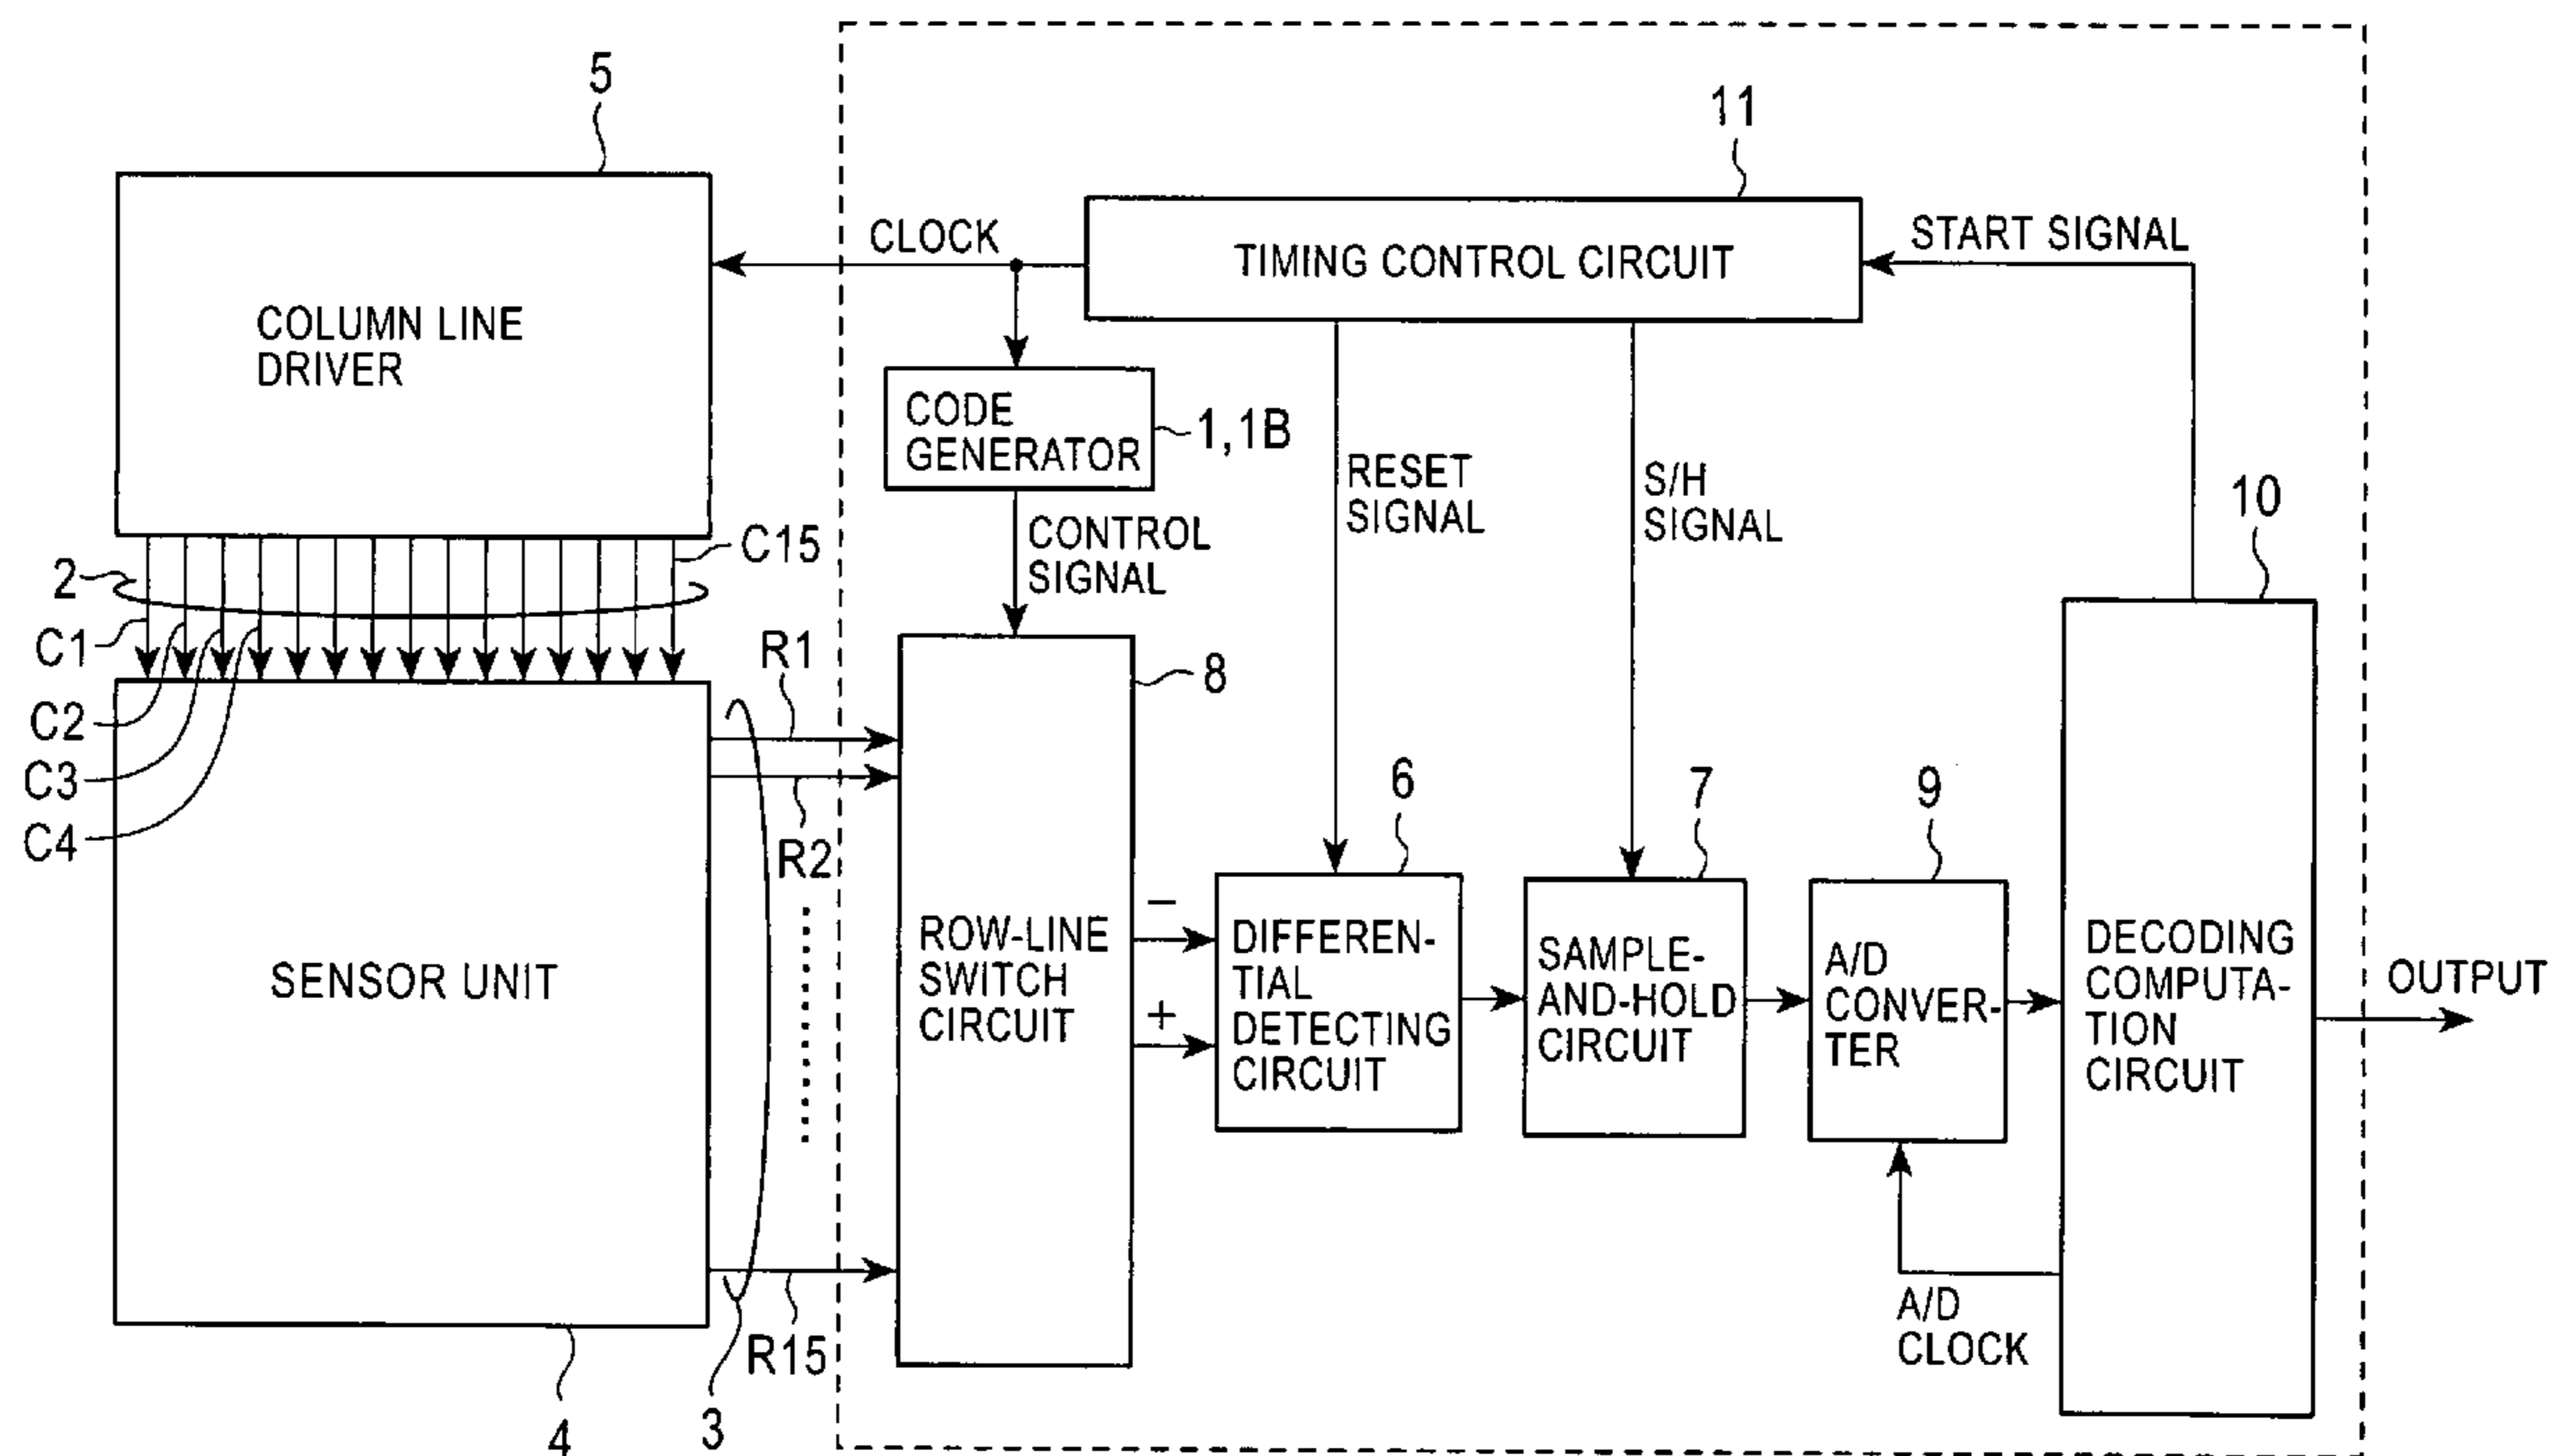 5
11
CLOCK
TIMING CONTROL CIRCUIT
START SIGNAL
COLUMN LINE
DRIVER
CODE
GENERATOR
1,1B
RESET
SIGNAL
S/H
SIGNAL
10
CONTROL
SIGNAL
C15
2
C1
C2
C3
C4
R1
R2
R15
8
3
4
SENSOR UNIT
ROW-LINE
SWITCH
CIRCUIT
−
+
6
DIFFEREN-
TIAL
DETECTING
CIRCUIT
7
SAMPLE-
AND-HOLD
CIRCUIT
9
A/D
CONVER-
TER
A/D
CLOCK
DECODING
COMPUTA-
TION
CIRCUIT
OUTPUT